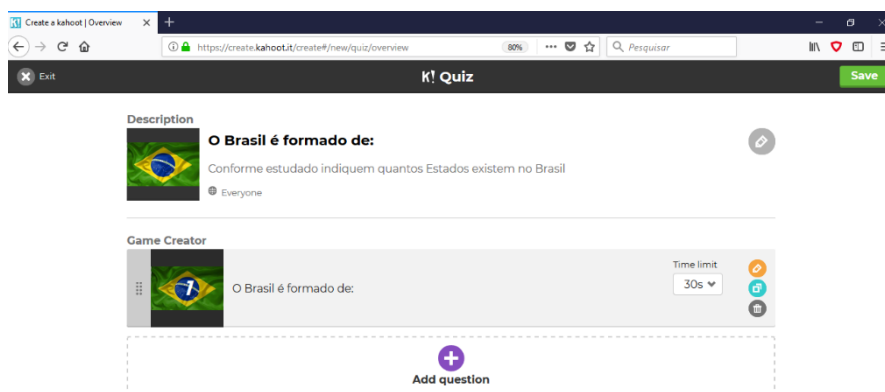 Create a kahoot | Overview
https://create.kahoot.it/create#/new/quiz/overview
80%
Pesquisar
Exit
K! Quiz
Save
Description
O Brasil é formado de:
Conforme estudado indiquem quantos Estados existem no Brasil
Everyone
Game Creator
1
O Brasil é formado de:
Time limit
30s
Add question